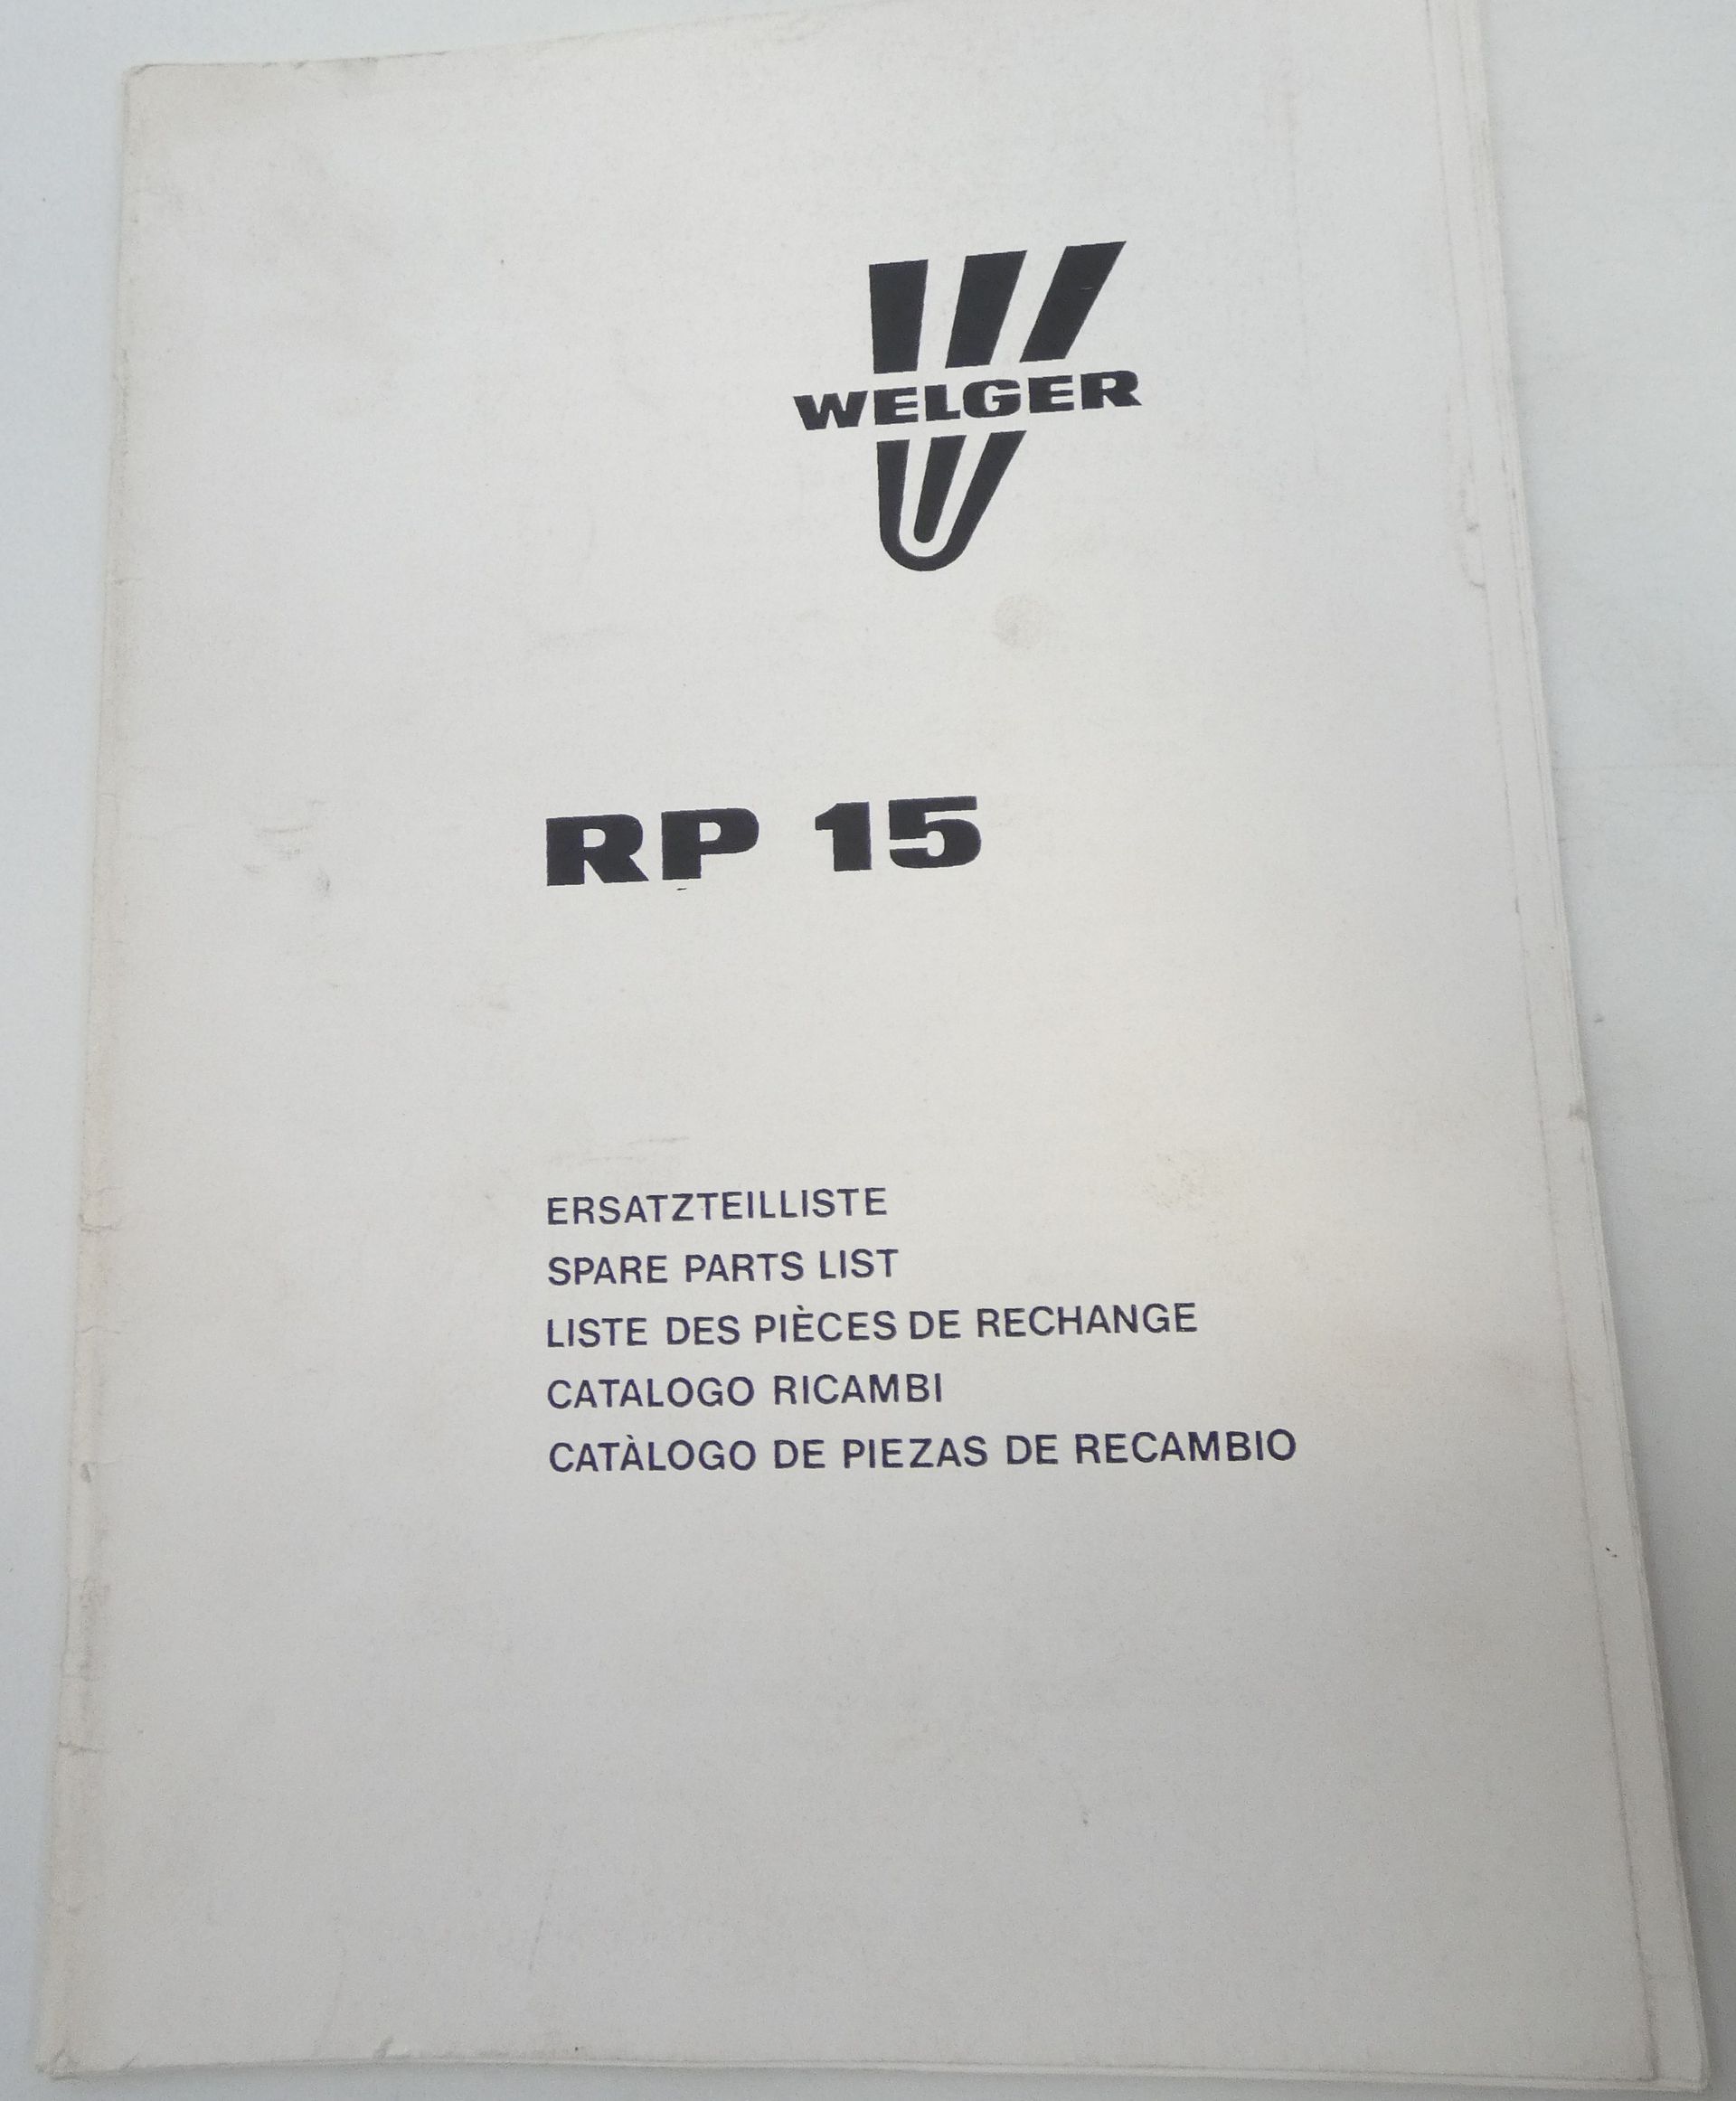 WELGER
RP 15
ERSATZTEILLISTE
SPARE PARTS LIST
LISTE DES PIÈCES DE RECHANGE
CATALOGO RICAMBI
CATÀLOGO DE PIEZAS DE RECAMBIO